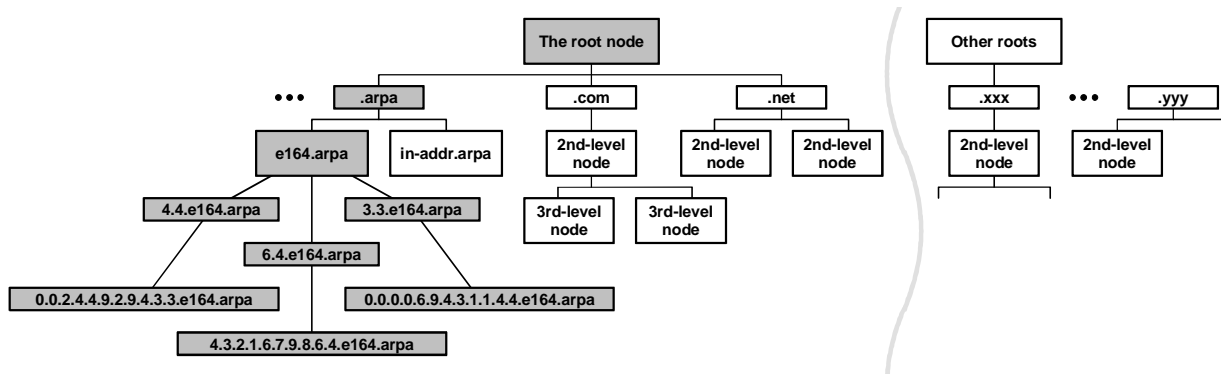 The root node
Other roots
••• .arpa
.com
.net
.xxx
••• .yyy
e164.arpa
in-addr.arpa
2nd-level
node
2nd-level
node
2nd-level
node
2nd-level
node
2nd-level
node
4.4.e164.arpa
3.3.e164.arpa
3rd-level
node
3rd-level
node
6.4.e164.arpa
0.0.2.4.4.9.2.9.4.3.3.e164.arpa
0.0.0.0.6.9.4.3.1.1.4.4.e164.arpa
4.3.2.1.6.7.9.8.6.4.e164.arpa